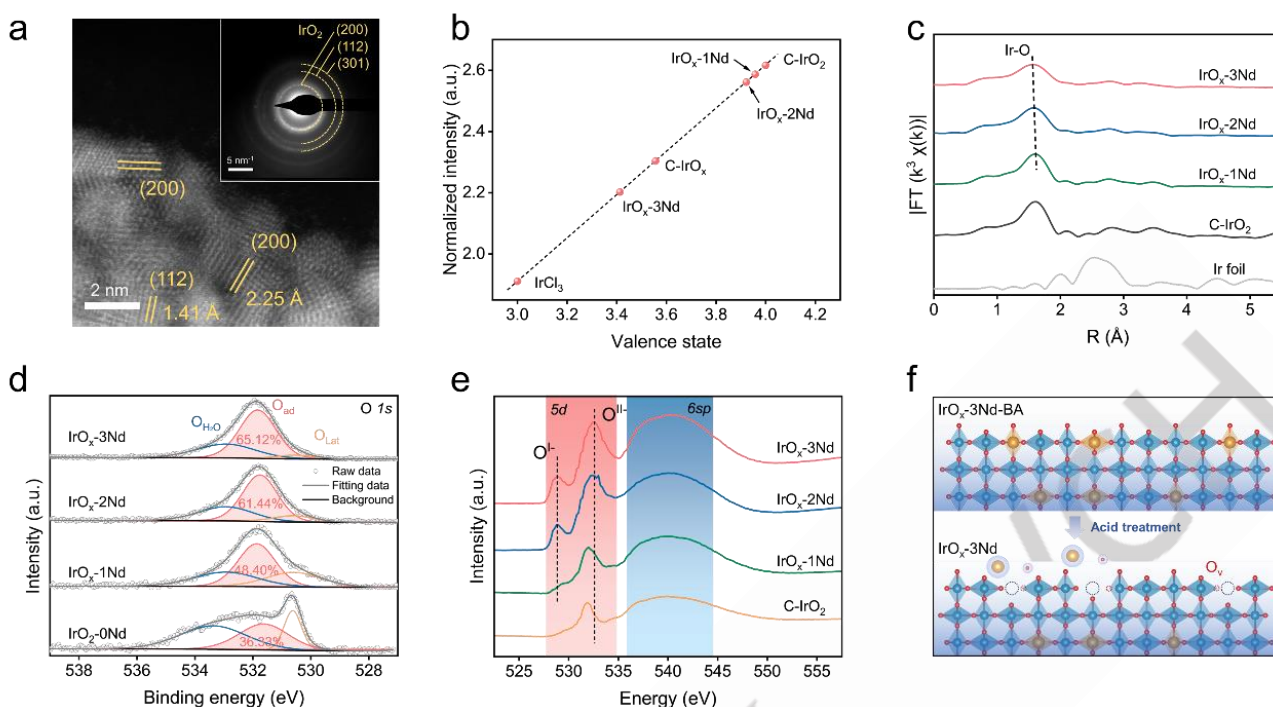 a
IrO₂
(200)
(112)
(301)
5 nm⁻¹
(200)
(200)
(112)
2.25 Å
1.41 Å
2 nm
b
Normalized intensity (a.u.)
2.6
2.4
2.2
2.0
IrOₓ-1Nd
C-IrO₂
IrOₓ-2Nd
C-IrOₓ
IrOₓ-3Nd
IrCl₃
3.0 3.2 3.4 3.6 3.8 4.0 4.2
Valence state
c
|FT (k³ χ(k))|
Ir-O
IrOₓ-3Nd
IrOₓ-2Nd
IrOₓ-1Nd
C-IrO₂
Ir foil
0 1 2 3 4 5
R (Å)
d
Intensity (a.u.)
O 1s
O_H₂O
O_ad
O_Lat
IrOₓ-3Nd
65.12%
Raw data
Fitting data
Background
IrOₓ-2Nd
61.44%
IrOₓ-1Nd
48.40%
IrO₂-0Nd
36.33%
538 536 534 532 530 528
Binding energy (eV)
e
Intensity (a.u.)
5d
6sp
O^I-
O^II-
IrOₓ-3Nd
IrOₓ-2Nd
IrOₓ-1Nd
C-IrO₂
525 530 535 540 545 550 555
Energy (eV)
f
IrOₓ-3Nd-BA
Acid treatment
IrOₓ-3Nd
Oᵥ